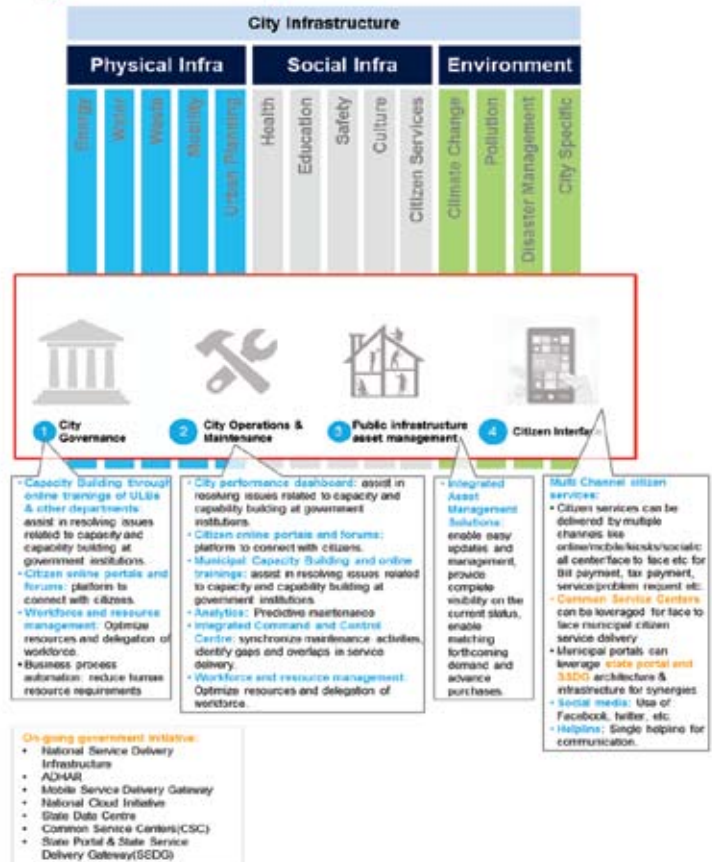 City Infrastructure
Physical Infra
Social Infra
Environment
Energy
Water
Waste
Mobility
Urban Planning
Health
Education
Safety
Culture
Citizen Services
Climate Change
Pollution
Disaster Management
City Specific
1 City
Governance
2 City Operations &
Maintenance
3 Public infrastructure
asset management
4 Citizen Interface
• Capacity Building through
online trainings of ULBs
& other departments:
assist in resolving issues
related to capacity and
capability building at
government institutions.
• Citizen online portals and
forums: platform to
connect with citizens.
• Workforce and resource
management: Optimize
resources and delegation of
workforce.
• Business process
automation: reduce human
resource requirements
• City performance dashboard: assist in
resolving issues related to capacity and
capability building at government
institutions.
• Citizen online portals and forums:
platform to connect with citizens.
• Municipal Capacity Building and online
trainings: assist in resolving issues related
to capacity and capability building at
government institutions.
• Analytics: Predictive maintenance
• Integrated Command and Control
Centre: synchronize maintenance activities,
identify gaps and overlaps in service
delivery.
• Workforce and resource management:
Optimize resources and delegation of
workforce.
• Integrated
Asset
Management
Solutions:
enable easy
updates and
management,
provide
complete
visibility on the
current status,
enable
matching
forthcoming
demand and
advance
purchases.
Multi Channel citizen
services:
• Citizen services can be
delivered by multiple
channels like
online/mobile/kiosks/social/c
all center/face to face etc for
Bill payment, tax payment,
service/problem request etc.
• Common Service Centers
can be leveraged for face to
face municipal citizen
service delivery
• Municipal portals can
leverage state portal and
SSDG architecture &
infrastructure for synergies
• Social media: Use of
Facebook, twitter, etc.
• Helpline: Single helpline for
communication.
On-going government initiative:
• National Service Delivery
Infrastructure
• ADHAR
• Mobile Service Delivery Gateway
• National Cloud Initiative
• State Data Centre
• Common Service Centers(CSC)
• State Portal & State Service
Delivery Gateway(SSDG)